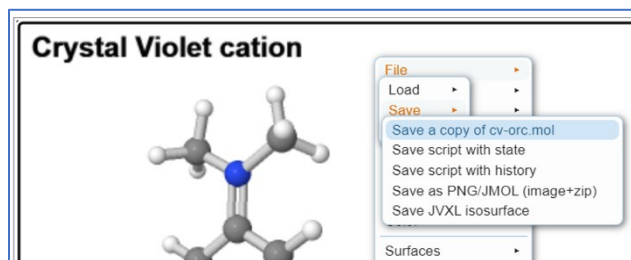 Crystal Violet cation
File
Load
Save
Save a copy of cv-orc.mol
Save script with state
Save script with history
Save as PNG/JMOL (image+zip)
Save JVXL isosurface
Surfaces